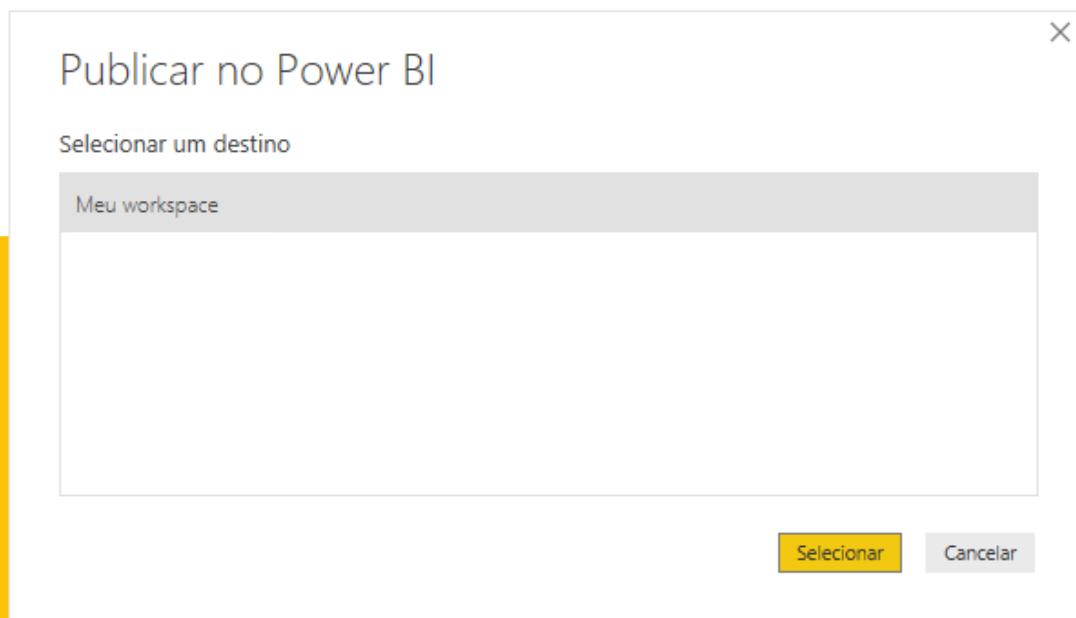 Publicar no Power BI
Selecionar um destino
Meu workspace
Selecionar
Cancelar